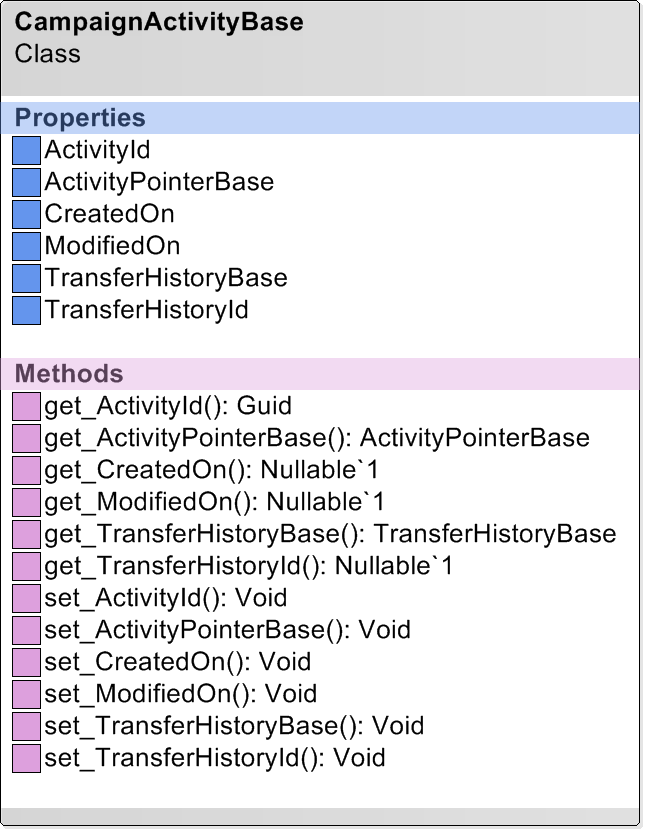 CampaignActivityBase
Class
Properties
ActivityId
ActivityPointerBase
CreatedOn
ModifiedOn
TransferHistoryBase
TransferHistoryId
Methods
get_ActivityId(): Guid
get_ActivityPointerBase(): ActivityPointerBase
get_CreatedOn(): Nullable`1
get_ModifiedOn(): Nullable`1
get_TransferHistoryBase(): TransferHistoryBase
get_TransferHistoryId(): Nullable`1
set_ActivityId(): Void
set_ActivityPointerBase(): Void
set_CreatedOn(): Void
set_ModifiedOn(): Void
set_TransferHistoryBase(): Void
set_TransferHistoryId(): Void